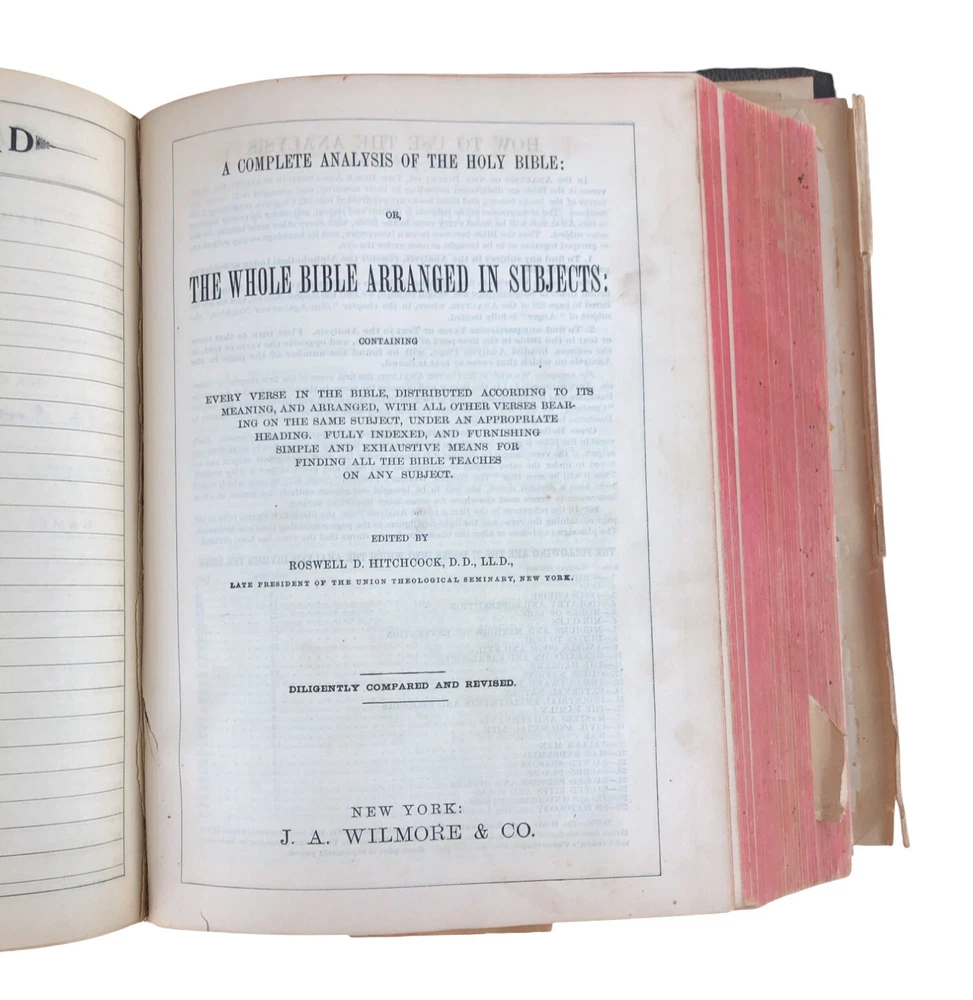 RD
A COMPLETE ANALYSIS OF THE HOLY BIBLE:
OR,
THE WHOLE BIBLE ARRANGED IN SUBJECTS:
CONTAINING
EVERY VERSE IN THE BIBLE, DISTRIBUTED ACCORDING TO ITS
MEANING, AND ARRANGED, WITH ALL OTHER VERSES BEAR-
ING ON THE SAME SUBJECT, UNDER AN APPROPRIATE
HEADING. FULLY INDEXED, AND FURNISHING
SIMPLE AND EXHAUSTIVE MEANS FOR
FINDING ALL THE BIBLE TEACHES
ON ANY SUBJECT.
EDITED BY
ROSWELL D. HITCHCOCK, D.D., LL.D.,
LATE PRESIDENT OF THE UNION THEOLOGICAL SEMINARY, NEW YORK.
DILIGENTLY COMPARED AND REVISED.
NEW YORK:
J. A. WILMORE & CO.